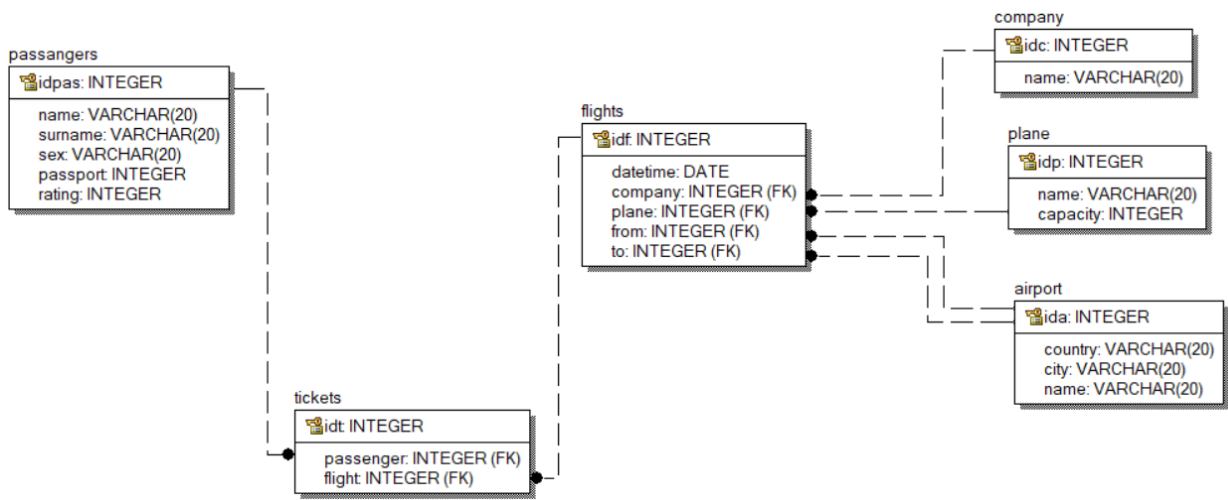 passangers
idpas: INTEGER
name: VARCHAR(20)
surname: VARCHAR(20)
sex: VARCHAR(20)
passport: INTEGER
rating: INTEGER
tickets
idt: INTEGER
passenger: INTEGER (FK)
flight: INTEGER (FK)
flights
idf: INTEGER
datetime: DATE
company: INTEGER (FK)
plane: INTEGER (FK)
from: INTEGER (FK)
to: INTEGER (FK)
company
idc: INTEGER
name: VARCHAR(20)
plane
idp: INTEGER
name: VARCHAR(20)
capacity: INTEGER
airport
ida: INTEGER
country: VARCHAR(20)
city: VARCHAR(20)
name: VARCHAR(20)